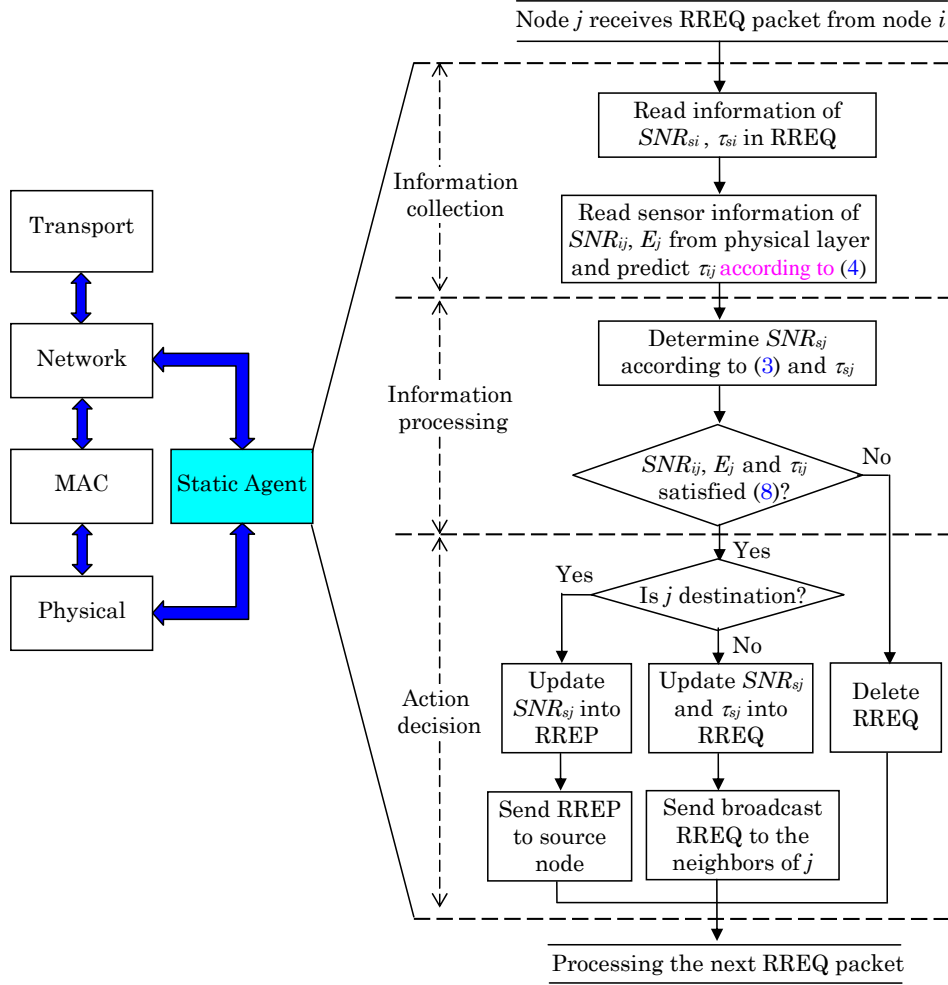 Node j receives RREQ packet from node i
Read information of
SNRsi , τsi in RREQ
Information
collection
Read sensor information of
SNRij, Ej from physical layer
and predict τij according to (4)
Transport
Network
MAC
Physical
Static Agent
Information
processing
Determine SNRsj
according to (3) and τsj
SNRij, Ej and τij
satisfied (8)?
No
Yes
Action
decision
Is j destination?
Yes
No
Update
SNRsj into
RREP
Update SNRsj
and τsj into
RREQ
Delete
RREQ
Send RREP
to source
node
Send broadcast
RREQ to the
neighbors of j
Processing the next RREQ packet